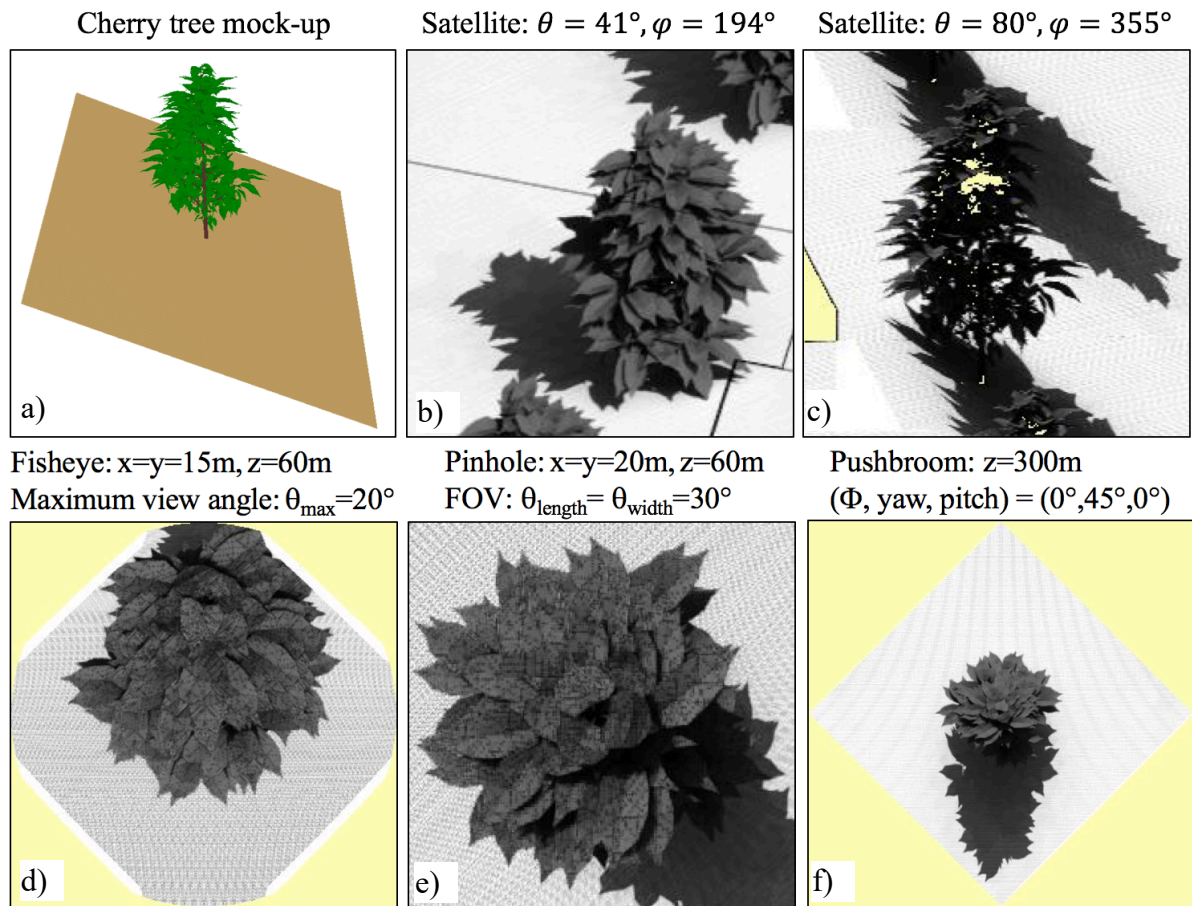 Cherry tree mock-up
Satellite: θ = 41°, φ = 194°
Satellite: θ = 80°, φ = 355°
a)
b)
c)
Fisheye: x=y=15m, z=60m
Maximum view angle: θmax=20°
Pinhole: x=y=20m, z=60m
FOV: θlength= θwidth=30°
Pushbroom: z=300m
(Φ, yaw, pitch) = (0°,45°,0°)
d)
e)
f)